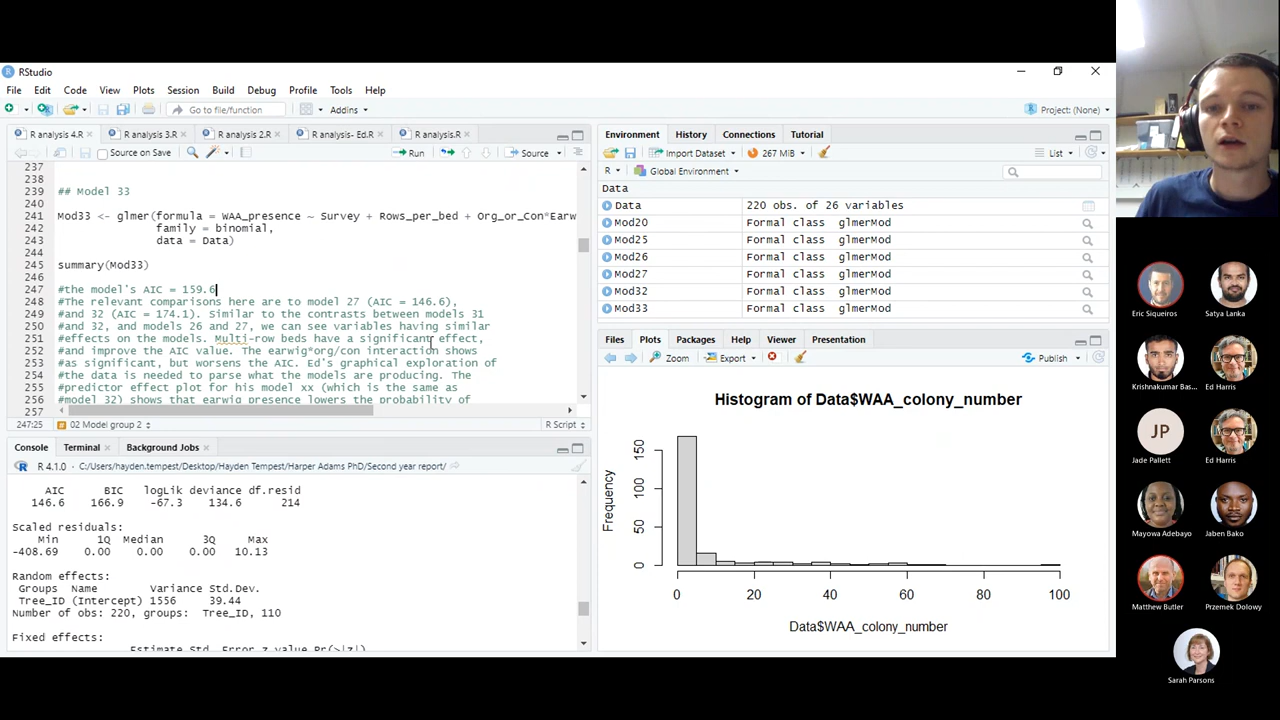 RStudio
File Edit Code View Plots Session Build Debug Profile Tools Help
Go to file/function Addins Project: (None)
R analysis 4.R R analysis 3.R R analysis 2.R R analysis- Ed.R R analysis.R
Source on Save Run Source
237
238
239 ## Model 33
240
241 Mod33 <- glmer(formula = WAA_presence ~ Survey + Rows_per_bed + Org_or_Con*Earw
242 family = binomial,
243 data = Data)
244
245 summary(Mod33)
246
247 #the model's AIC = 159.6
248 #The relevant comparisons here are to model 27 (AIC = 146.6),
249 #and 32 (AIC = 174.1). Similar to the contrasts between models 31
250 #and 32, and models 26 and 27, we can see variables having similar
251 #effects on the models. Multi-row beds have a significant effect,
252 #and improve the AIC value. The earwig*org/con interaction shows
253 #as significant, but worsens the AIC. Ed's graphical exploration of
254 #the data is needed to parse what the models are producing. The
255 #predictor effect plot for his model xx (which is the same as
256 #model 32) shows that earwig presence lowers the probability of
257
247:25 02 Model group 2 R Script
Console Terminal Background Jobs
R 4.1.0 · C:/Users/hayden.tempest/Desktop/Hayden Tempest/Harper Adams PhD/Second year report/
AIC BIC logLik deviance df.resid
146.6 166.9 -67.3 134.6 214
Scaled residuals:
Min 1Q Median 3Q Max
-408.69 0.00 0.00 0.00 10.13
Random effects:
Groups Name Variance Std.Dev.
Tree_ID (Intercept) 1556 39.44
Number of obs: 220, groups: Tree_ID, 110
Fixed effects:
Estimate Std. Error z value Pr(>|z|)
Environment History Connections Tutorial
Import Dataset 267 MiB List
R Global Environment
Data
Data 220 obs. of 26 variables
Mod20 Formal class glmerMod
Mod25 Formal class glmerMod
Mod26 Formal class glmerMod
Mod27 Formal class glmerMod
Mod32 Formal class glmerMod
Mod33 Formal class glmerMod
Files Plots Packages Help Viewer Presentation
Zoom Export Publish
Histogram of Data$WAA_colony_number
Frequency
150
100
50
0
0 20 40 60 80 100
Data$WAA_colony_number
Eric Siqueiros Satya Lanka
Krishnakumar Bas... Ed Harris
JP
Jade Pallett Ed Harris
Mayowa Adebayo Jaben Bako
Matthew Butler Przemek Dolowy
Sarah Parsons